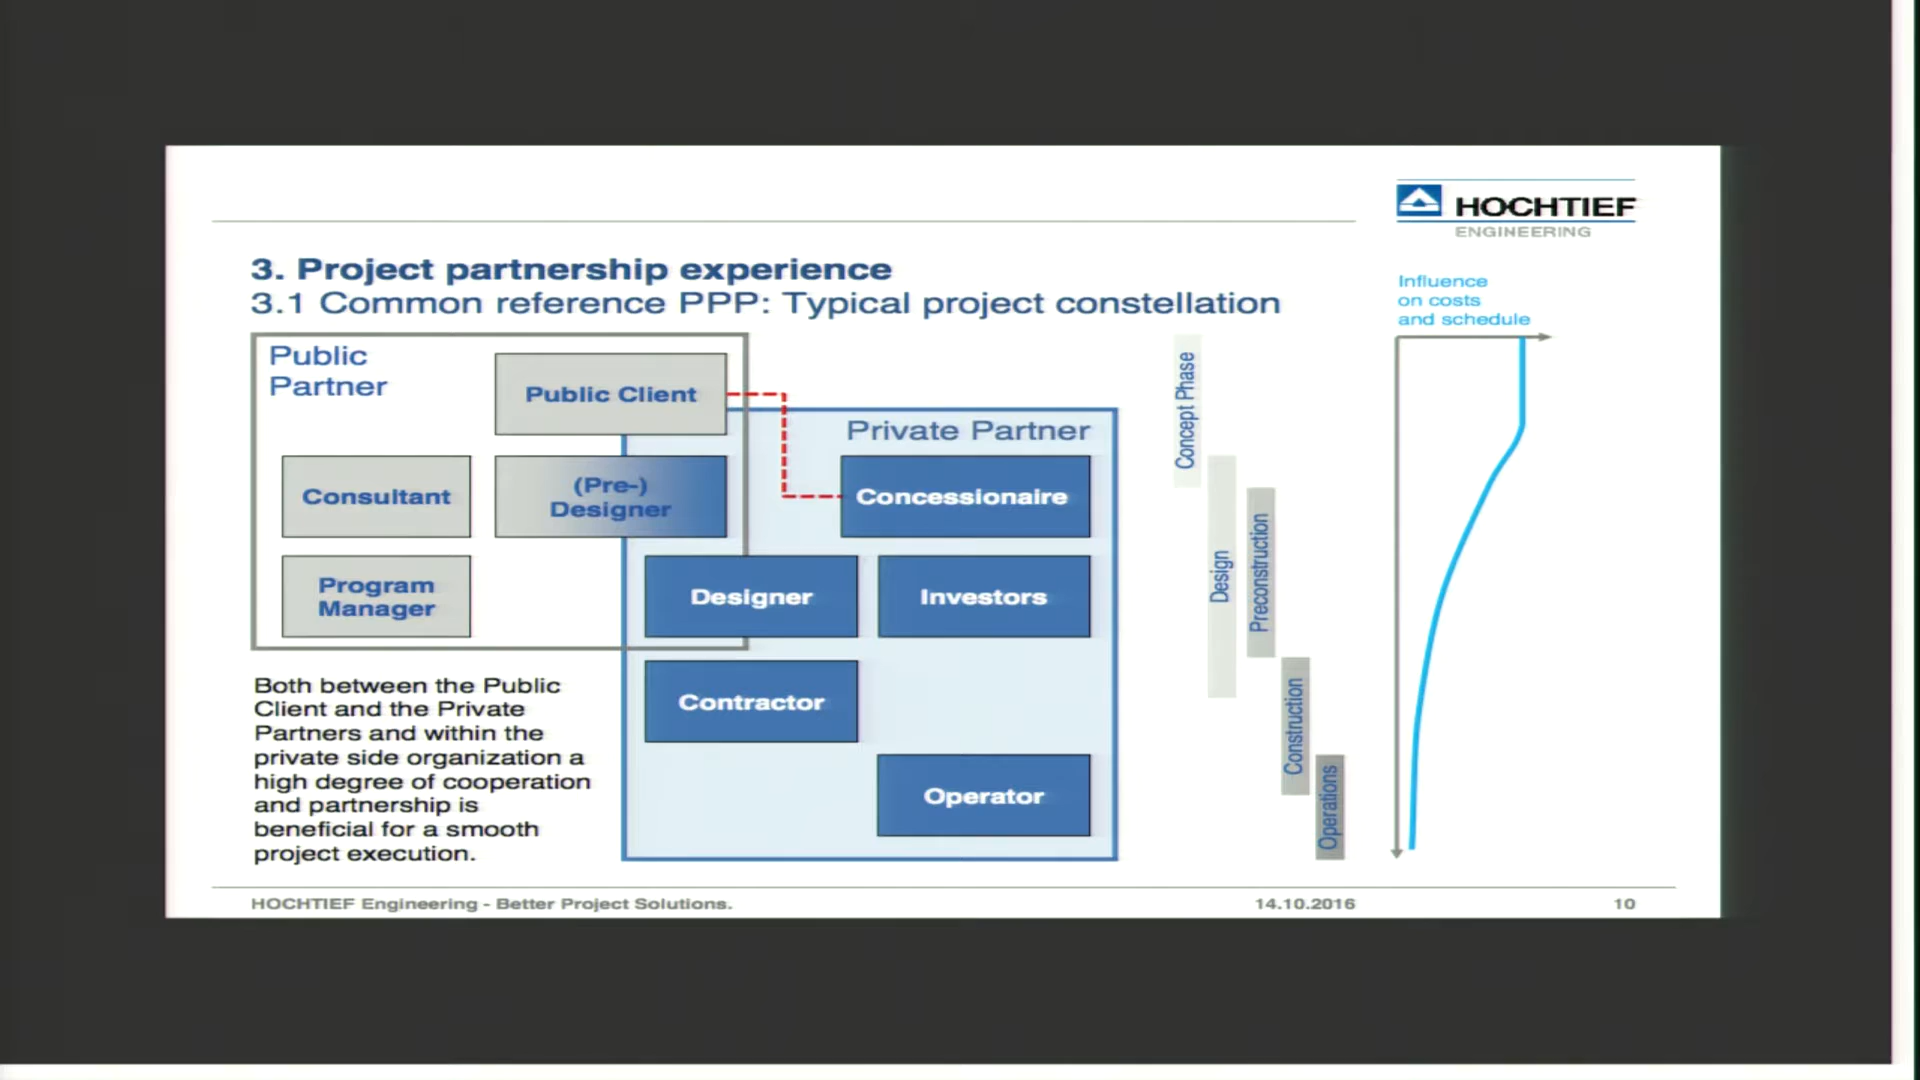 HOCHTIEF
ENGINEERING
3. Project partnership experience
3.1 Common reference PPP: Typical project constellation
Influence
on costs
and schedule
Public
Partner
Public Client
Private Partner
Consultant
(Pre-)
Designer
Concessionaire
Program
Manager
Designer
Investors
Contractor
Operator
Concept Phase
Design
Preconstruction
Construction
Operations
Both between the Public
Client and the Private
Partners and within the
private side organization a
high degree of cooperation
and partnership is
beneficial for a smooth
project execution.
HOCHTIEF Engineering - Better Project Solutions.
14.10.2016
10